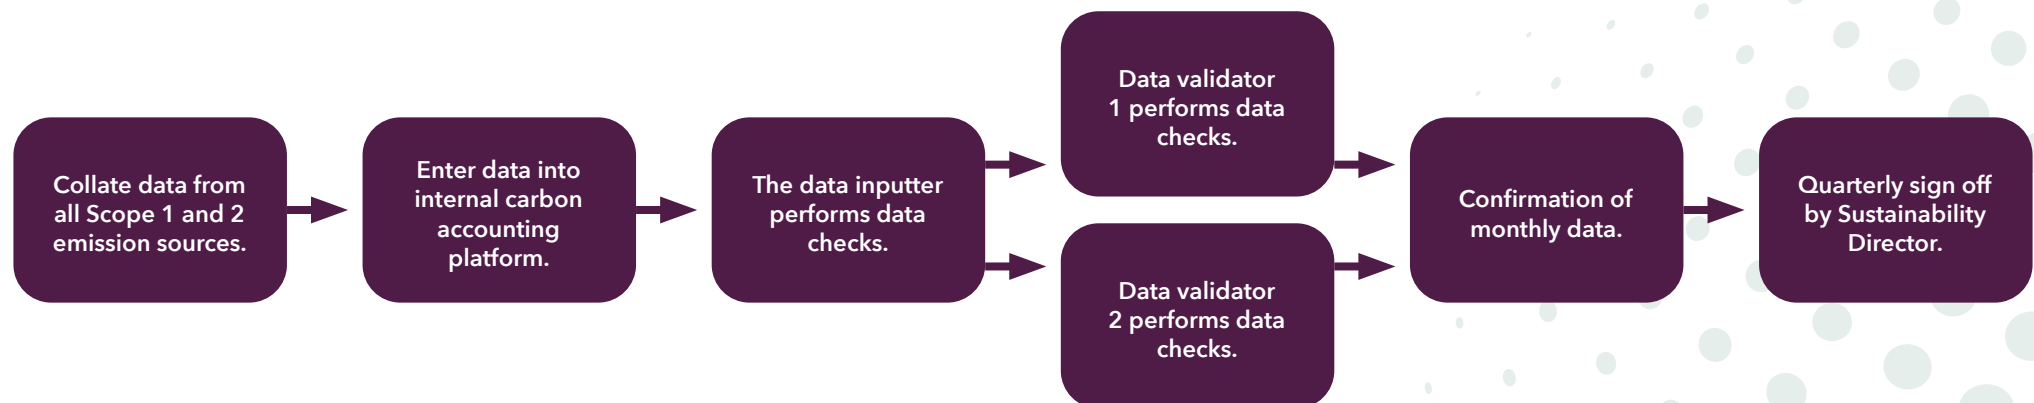 Collate data from
all Scope 1 and 2
emission sources.
Enter data into
internal carbon
accounting
platform.
The data inputter
performs data
checks.
Data validator
1 performs data
checks.
Data validator
2 performs data
checks.
Confirmation of
monthly data.
Quarterly sign off
by Sustainability
Director.